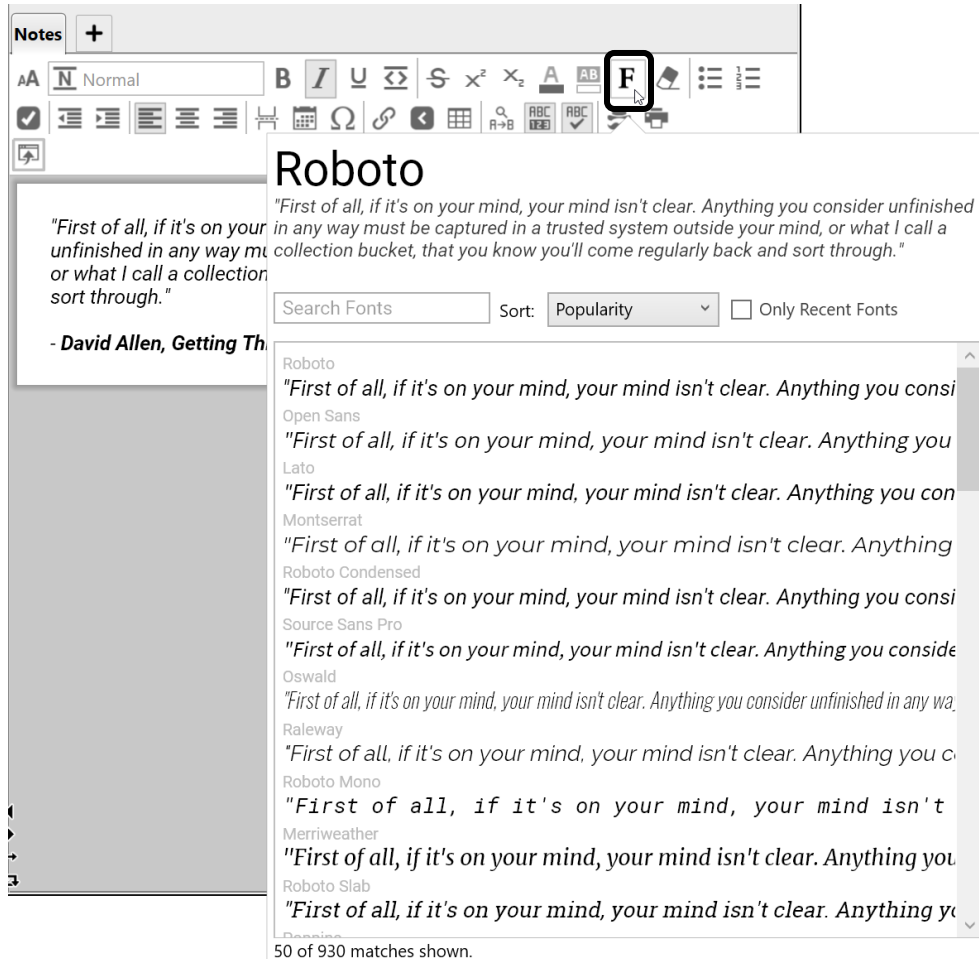 Notes +
AA N Normal B I U <> S x² X₂ A AB F
Ω A→B ABC 123 ABC
Roboto
"First of all, if it's on your mind, your mind isn't clear. Anything you consider unfinished
in any way must be captured in a trusted system outside your mind, or what I call a
collection bucket, that you know you'll come regularly back and sort through."
"First of all, if it's on your
unfinished in any way mu
or what I call a collection
sort through."
- David Allen, Getting Thi
Search Fonts Sort: Popularity Only Recent Fonts
Roboto
"First of all, if it's on your mind, your mind isn't clear. Anything you consi
Open Sans
"First of all, if it's on your mind, your mind isn't clear. Anything you
Lato
"First of all, if it's on your mind, your mind isn't clear. Anything you con
Montserrat
"First of all, if it's on your mind, your mind isn't clear. Anything
Roboto Condensed
"First of all, if it's on your mind, your mind isn't clear. Anything you consi
Source Sans Pro
"First of all, if it's on your mind, your mind isn't clear. Anything you conside
Oswald
"First of all, if it's on your mind, your mind isn't clear. Anything you consider unfinished in any way
Raleway
"First of all, if it's on your mind, your mind isn't clear. Anything you c
Roboto Mono
"First of all, if it's on your mind, your mind isn't
Merriweather
"First of all, if it's on your mind, your mind isn't clear. Anything you
Roboto Slab
"First of all, if it's on your mind, your mind isn't clear. Anything yo
50 of 930 matches shown.